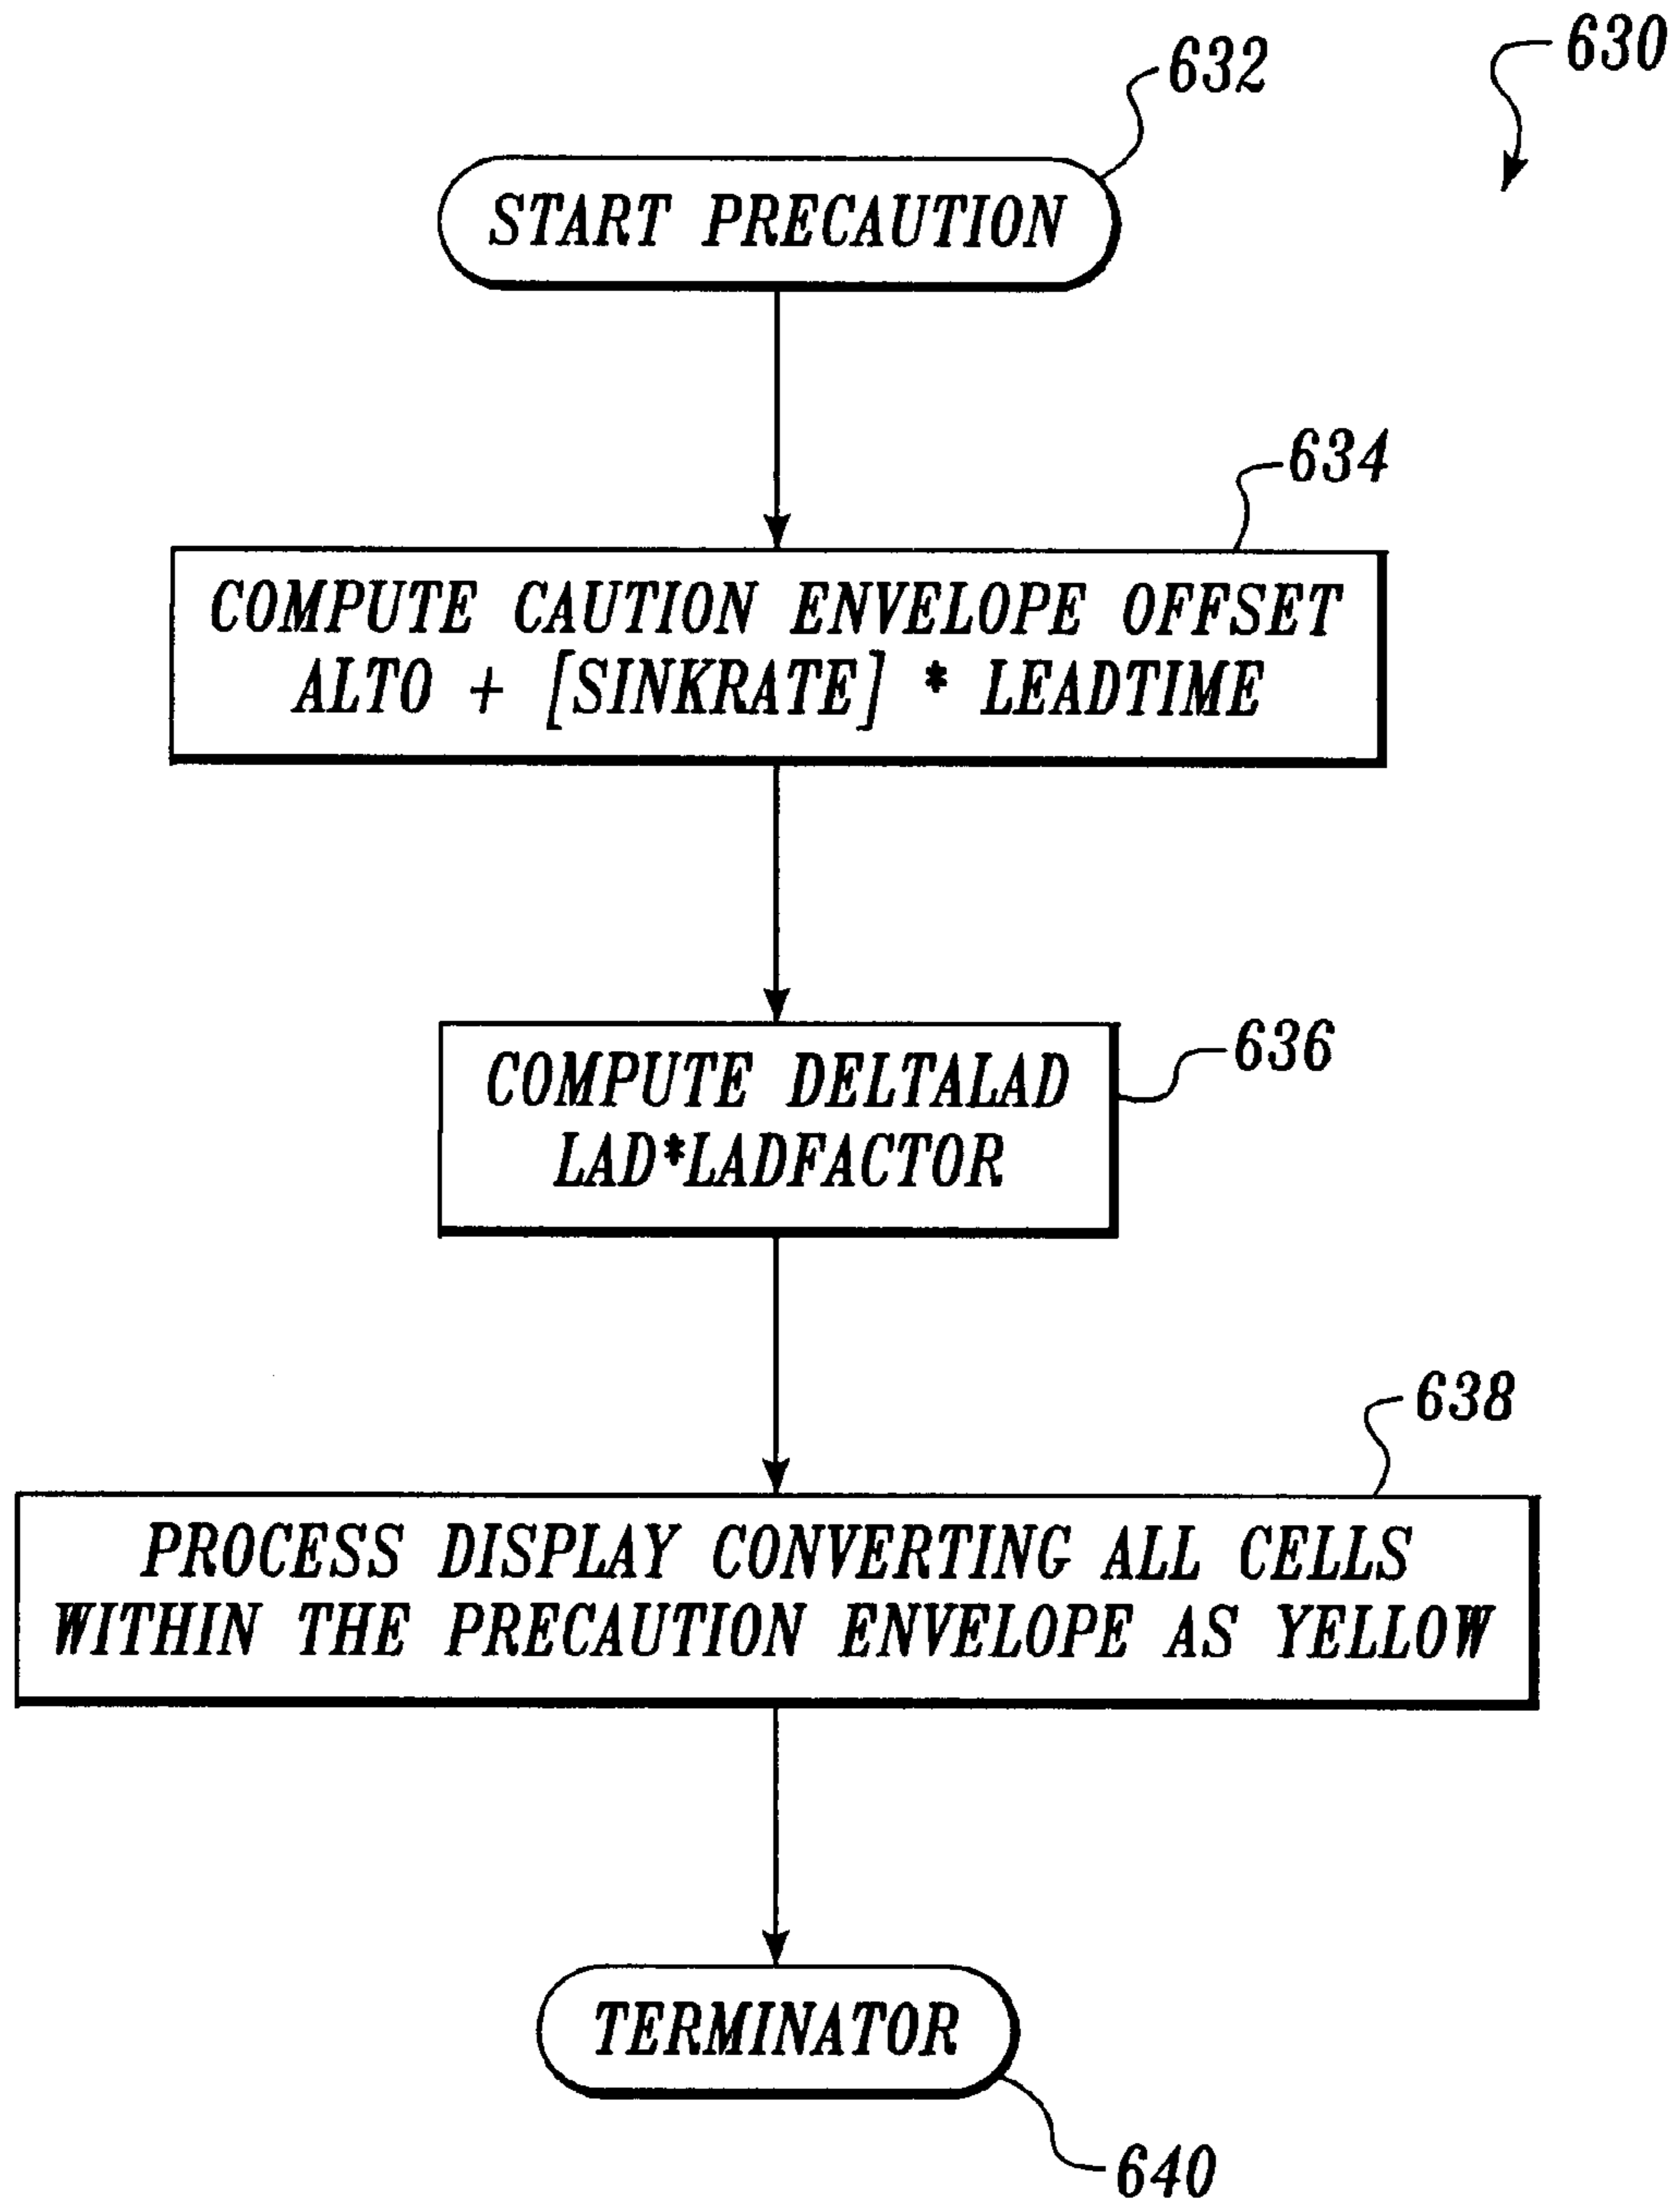 630
632
START PRECAUTION
634
COMPUTE CAUTION ENVELOPE OFFSET
ALTO + [SINKRATE] * LEADTIME
636
COMPUTE DELTALAD
LAD*LADFACTOR
638
PROCESS DISPLAY CONVERTING ALL CELLS
WITHIN THE PRECAUTION ENVELOPE AS YELLOW
TERMINATOR
640